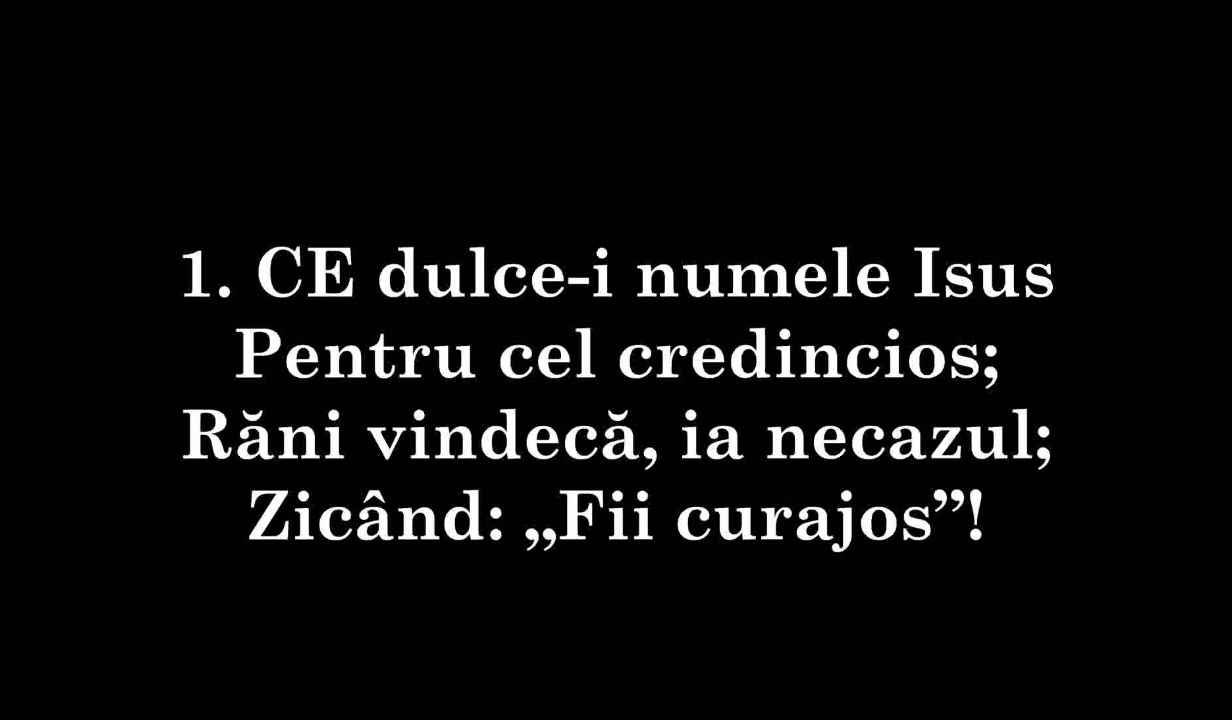 1. CE dulce-i numele Isus
Pentru cel credincios;
Răni vindecă, ia necazul;
Zicând: „Fii curajos”!